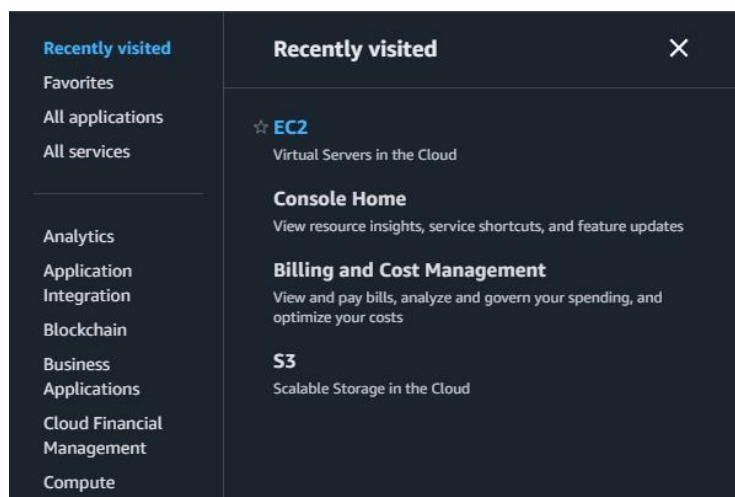 Recently visited
Favorites
All applications
All services
Analytics
Application
Integration
Blockchain
Business
Applications
Cloud Financial
Management
Compute
Recently visited
EC2
Virtual Servers in the Cloud
Console Home
View resource insights, service shortcuts, and feature updates
Billing and Cost Management
View and pay bills, analyze and govern your spending, and
optimize your costs
S3
Scalable Storage in the Cloud